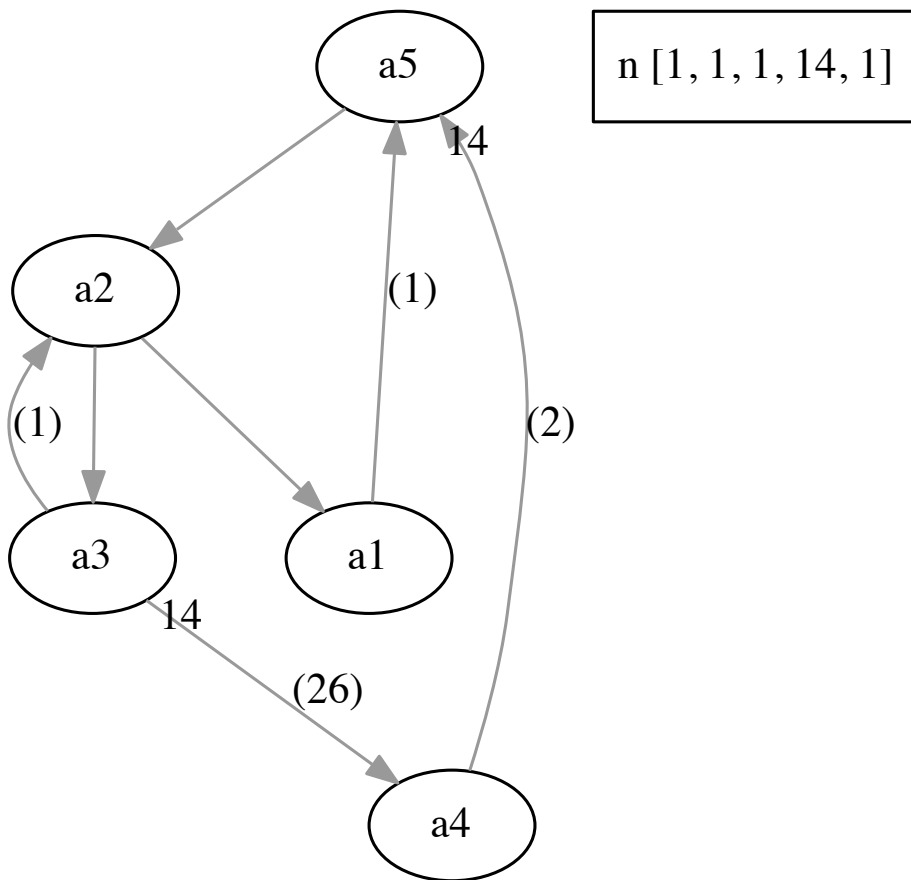 a5
n [1, 1, 1, 14, 1]
14
a2
(1)
(1)
(2)
a3
a1
14
(26)
a4